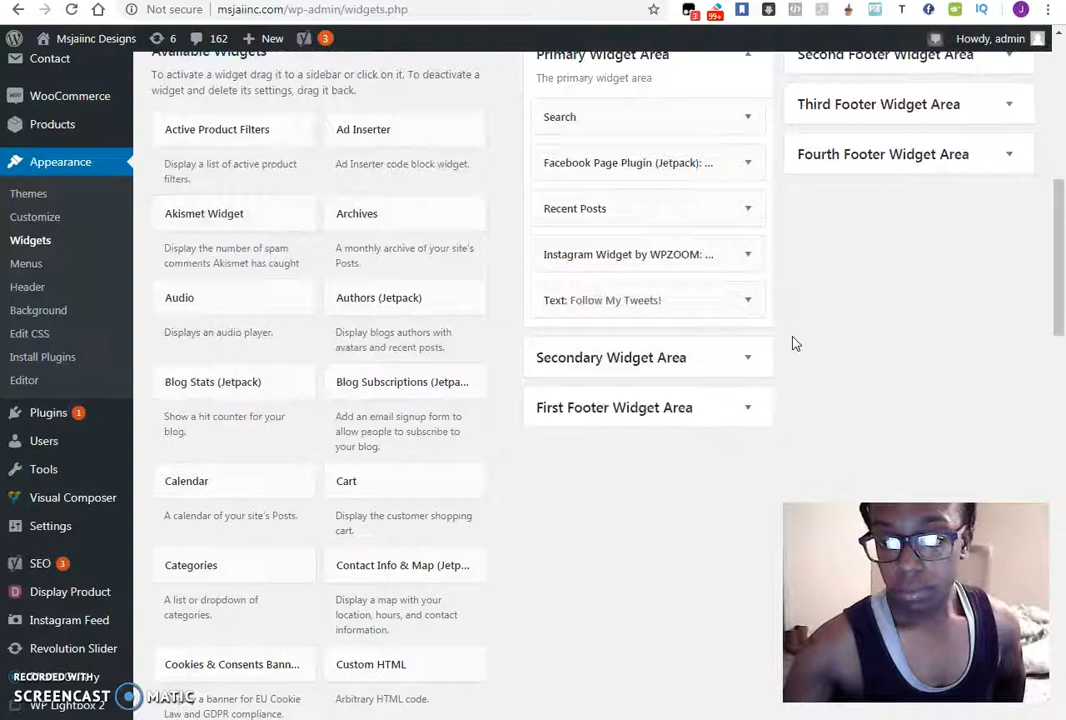 Not secure
msjaiinc.com/wp-admin/widgets.php
3
99+
J
Msjaiinc Designs
6
162
New
3
Howdy, admin
Contact
WooCommerce
Products
Appearance
Themes
Customize
Widgets
Menus
Header
Background
Edit CSS
Install Plugins
Editor
Plugins 1
Users
Tools
Visual Composer
Settings
SEO 3
Display Product
Instagram Feed
Revolution Slider
WP Lightbox 2
RECORDED WITH
SCREENCAST MATIC
Available Widgets
To activate a widget drag it to a sidebar or click on it. To deactivate a
widget and delete its settings, drag it back.
Active Product Filters
Display a list of active product
filters.
Ad Inserter
Ad Inserter code block widget.
Akismet Widget
Display the number of spam
comments Akismet has caught
Archives
A monthly archive of your site's
Posts.
Audio
Displays an audio player.
Authors (Jetpack)
Display blogs authors with
avatars and recent posts.
Blog Stats (Jetpack)
Show a hit counter for your
blog.
Blog Subscriptions (Jetpa...
Add an email signup form to
allow people to subscribe to
your blog.
Calendar
A calendar of your site's Posts.
Cart
Display the customer shopping
cart.
Categories
A list or dropdown of
categories.
Contact Info & Map (Jetp...
Display a map with your
location, hours, and contact
information.
Cookies & Consents Bann...
a banner for EU Cookie
Law and GDPR compliance.
Custom HTML
Arbitrary HTML code.
Primary Widget Area
The primary widget area
Search
Facebook Page Plugin (Jetpack): ...
Recent Posts
Instagram Widget by WPZOOM: ...
Text: Follow My Tweets!
Secondary Widget Area
First Footer Widget Area
Second Footer Widget Area
Third Footer Widget Area
Fourth Footer Widget Area